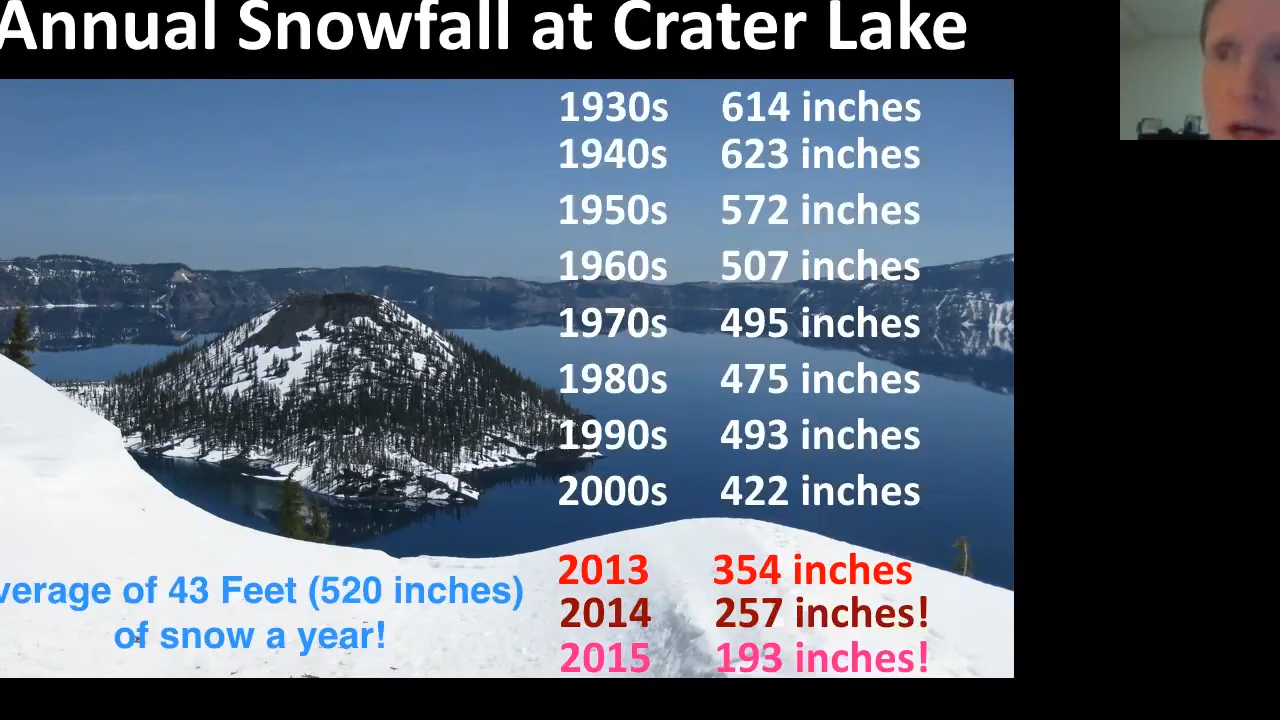 Annual Snowfall at Crater Lake
1930s 614 inches
1940s 623 inches
1950s 572 inches
1960s 507 inches
1970s 495 inches
1980s 475 inches
1990s 493 inches
2000s 422 inches
2013 354 inches
2014 257 inches!
2015 193 inches!
verage of 43 Feet (520 inches)
of snow a year!